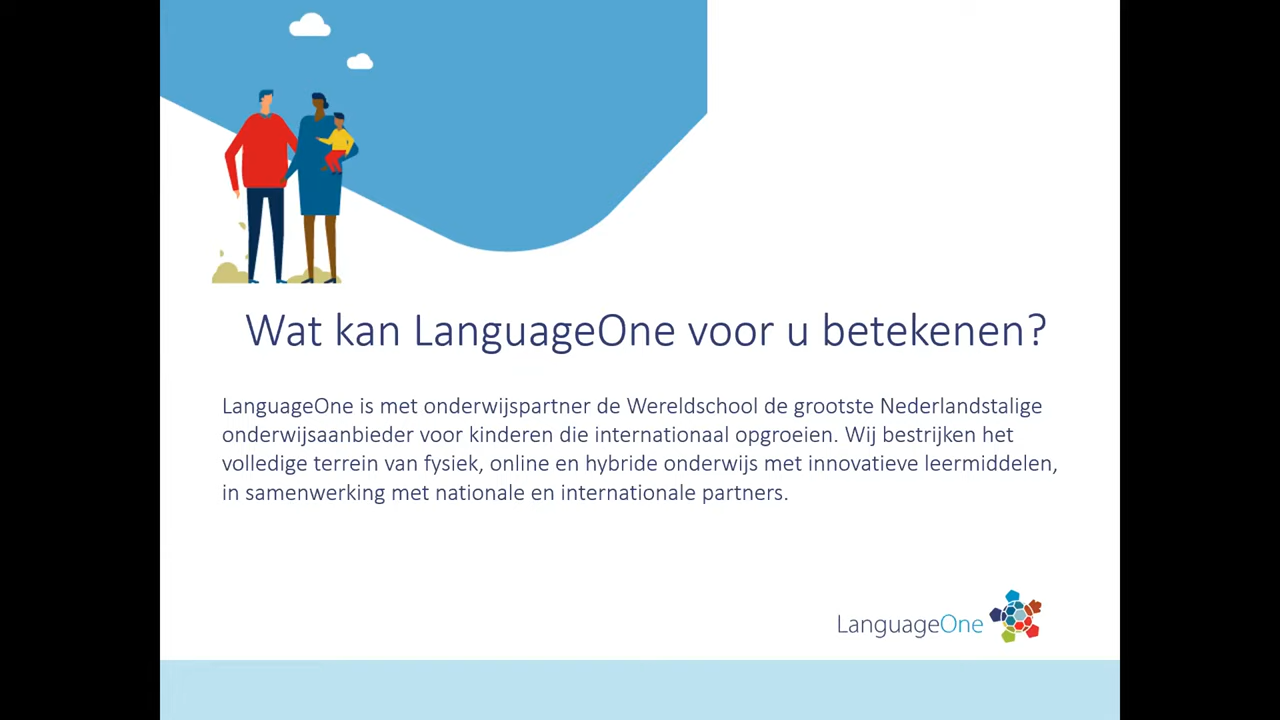 Wat kan LanguageOne voor u betekenen?
LanguageOne is met onderwijspartner de Wereldschool de grootste Nederlandstalige
onderwijsaanbieder voor kinderen die internationaal opgroeien. Wij bestrijken het
volledige terrein van fysiek, online en hybride onderwijs met innovatieve leermiddelen,
in samenwerking met nationale en internationale partners.
LanguageOne